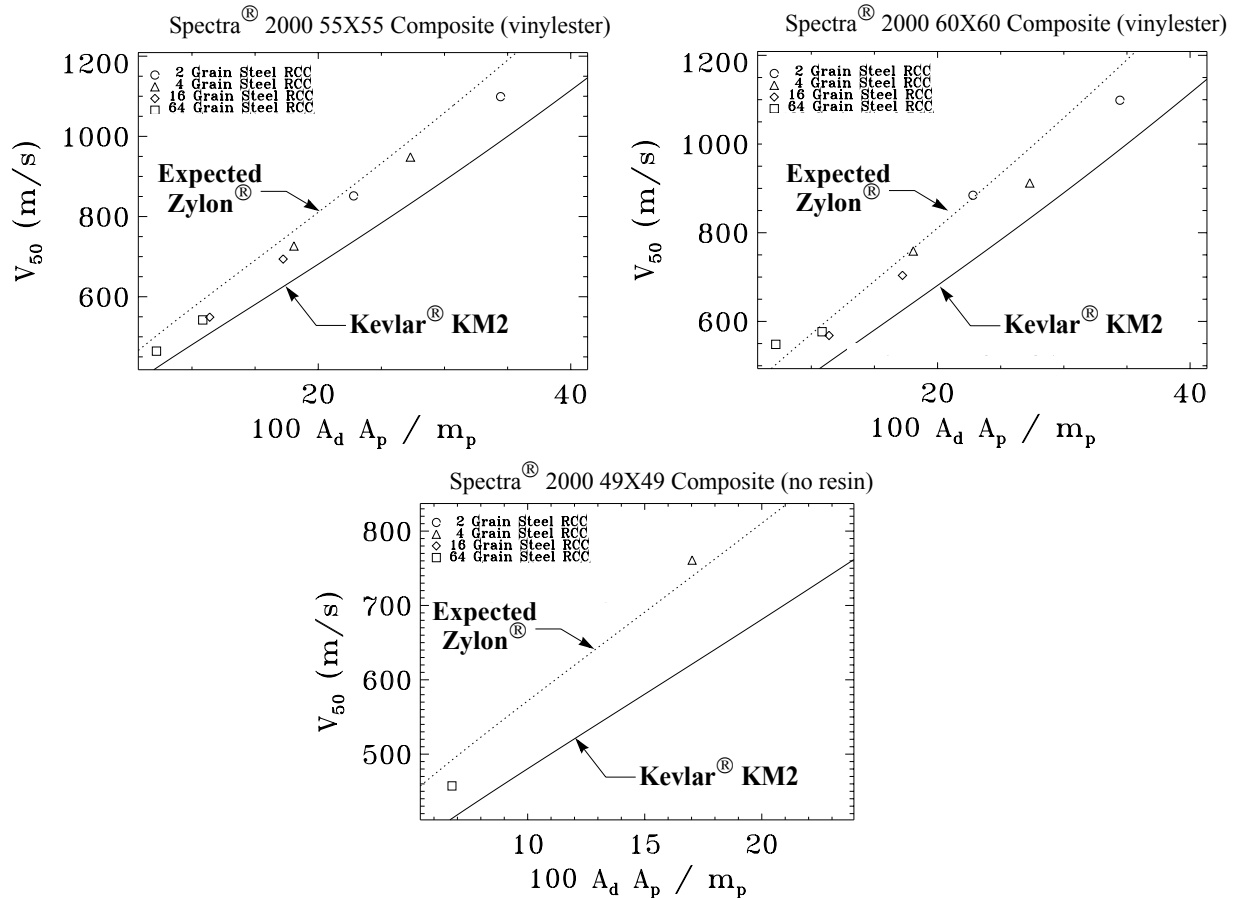 Spectra® 2000 55X55 Composite (vinylester)
1200
1000
800
600
V50 (m/s)
2 Grain Steel RCC
4 Grain Steel RCC
16 Grain Steel RCC
64 Grain Steel RCC
Expected
Zylon®
Kevlar® KM2
20
40
100 Ad Ap / mp
Spectra® 2000 60X60 Composite (vinylester)
1200
1000
800
600
V50 (m/s)
2 Grain Steel RCC
4 Grain Steel RCC
16 Grain Steel RCC
64 Grain Steel RCC
Expected
Zylon®
Kevlar® KM2
20
40
100 Ad Ap / mp
Spectra® 2000 49X49 Composite (no resin)
800
700
600
500
V50 (m/s)
2 Grain Steel RCC
4 Grain Steel RCC
16 Grain Steel RCC
64 Grain Steel RCC
Expected
Zylon®
Kevlar® KM2
10
15
20
100 Ad Ap / mp